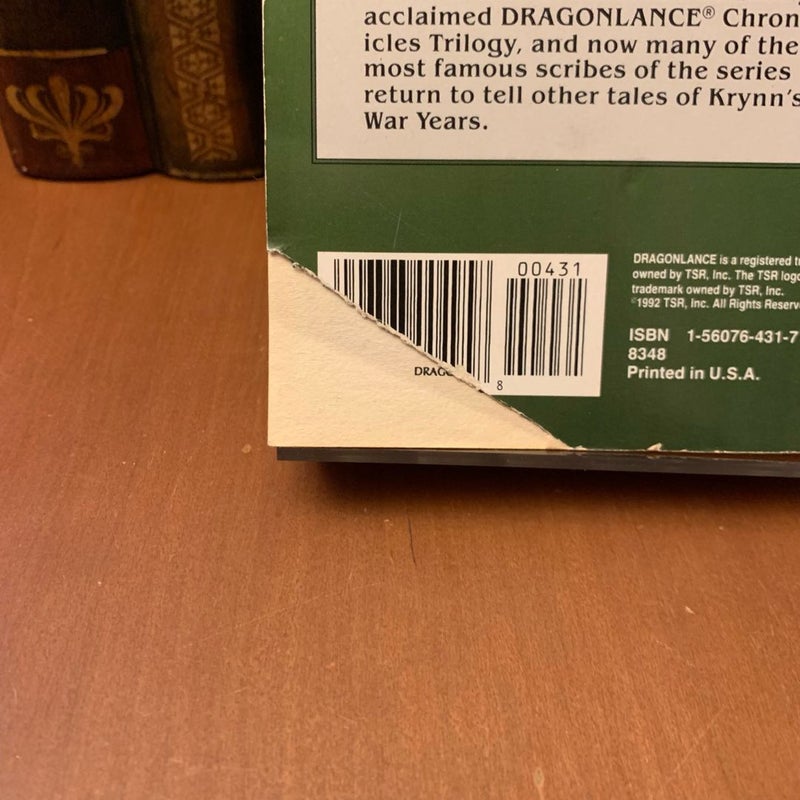 acclaimed DRAGONLANCE® Chron-
icles Trilogy, and now many of the
most famous scribes of the series
return to tell other tales of Krynn's
War Years.
00431
8
DRAGONLANCE is a registered
owned by TSR, Inc. The TSR logo
trademark owned by TSR, Inc.
©1992 TSR, Inc. All Rights
ISBN 1-56076-431-7
8348
Printed in U.S.A.